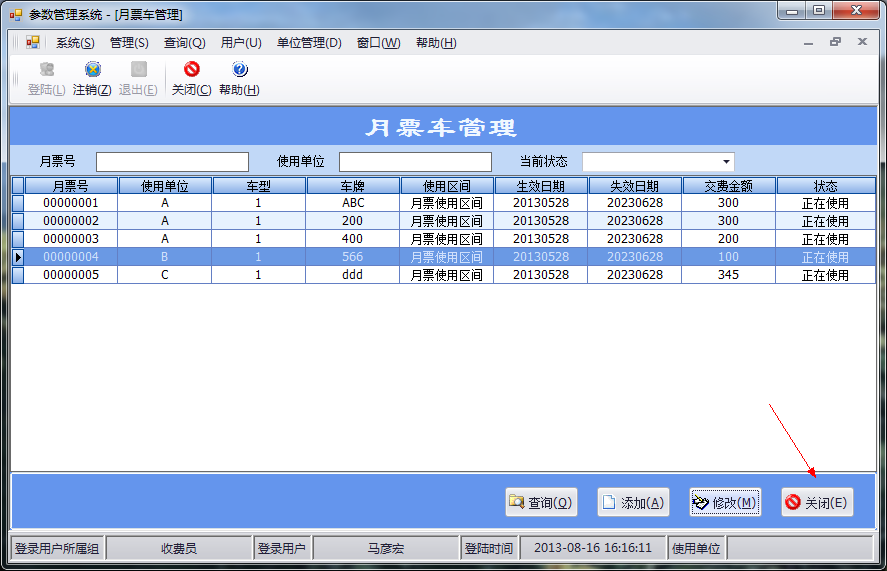 参数管理系统 - [月票车管理]
系统(S) 管理(S) 查询(Q) 用户(U) 单位管理(D) 窗口(W) 帮助(H)
登陆(L) 注销(Z) 退出(E) 关闭(C) 帮助(H)
月票车管理
月票号 使用单位 当前状态
月票号 使用单位 车型 车牌 使用区间 生效日期 失效日期 交费金额 状态
00000001 A 1 ABC 月票使用区间 20130528 20230628 300 正在使用
00000002 A 1 200 月票使用区间 20130528 20230628 300 正在使用
00000003 A 1 400 月票使用区间 20130528 20230628 200 正在使用
00000004 B 1 566 月票使用区间 20130528 20230628 100 正在使用
00000005 C 1 ddd 月票使用区间 20130528 20230628 345 正在使用
查询(Q) 添加(A) 修改(M) 关闭(E)
登录用户所属组 收费员 登录用户 马彦宏 登陆时间 2013-08-16 16:16:11 使用单位